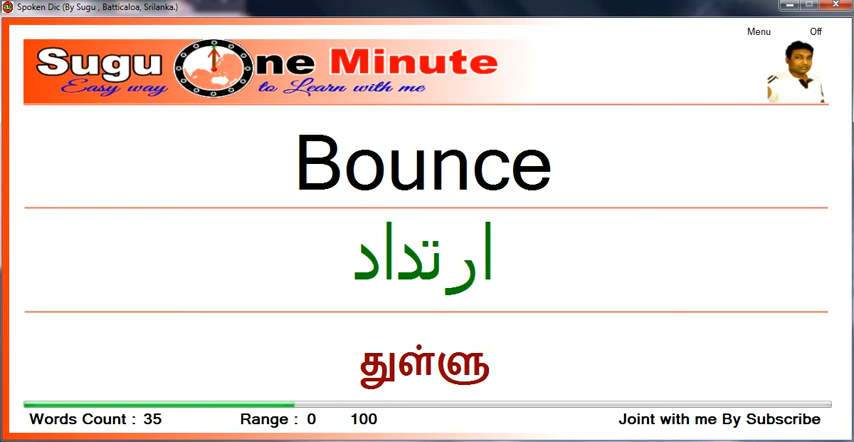 Spoken Dic (By Sugu , Batticaloa, Srilanka.)
Menu Off
Sugu One Minute
Easy way to Learn with me
Bounce
ارتداد
துள்ளு
Words Count : 35 Range : 0 100 Joint with me By Subscribe